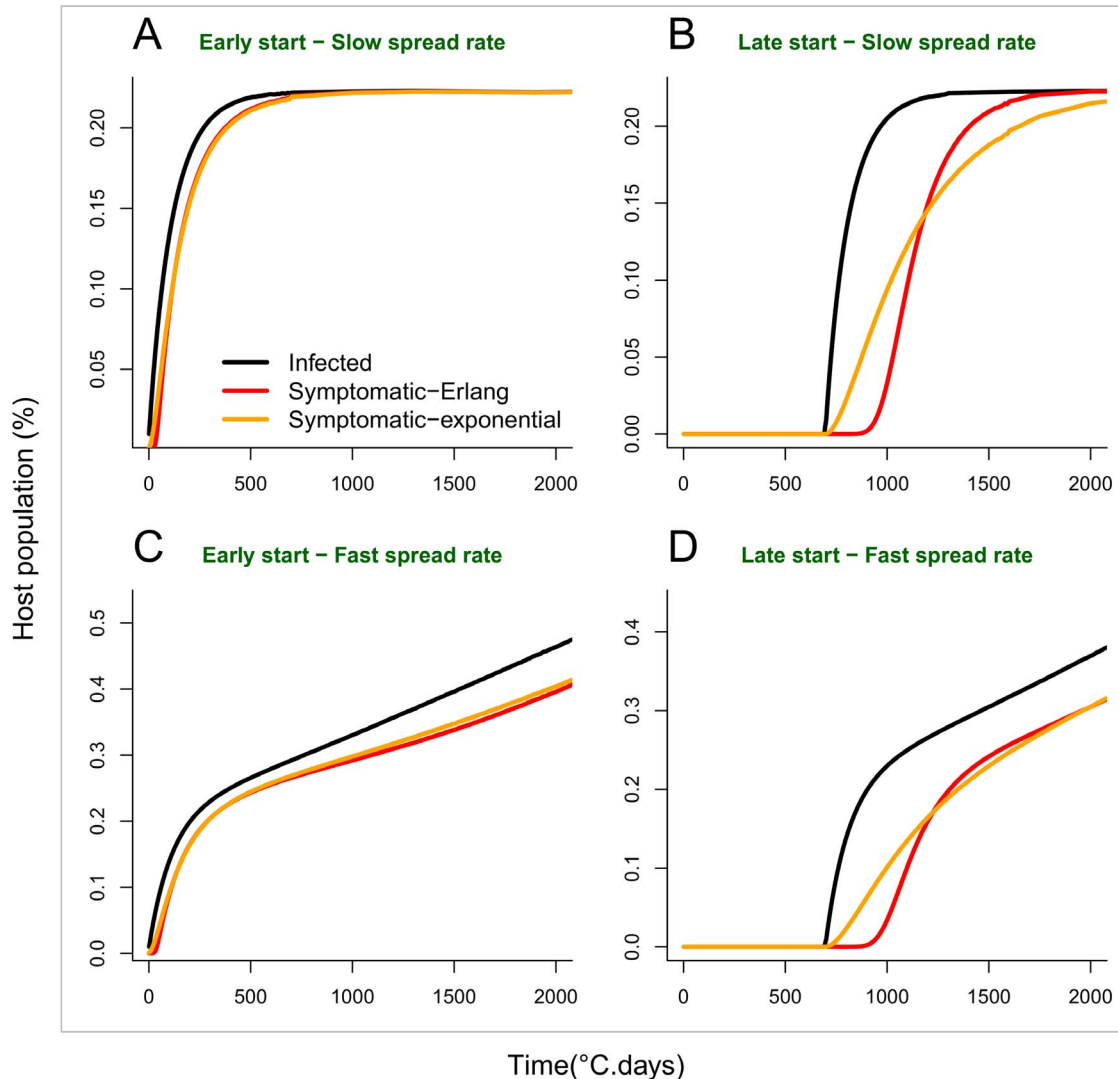 A Early start − Slow spread rate
B Late start − Slow spread rate
0.20
0.15
0.10
0.05
Infected
Symptomatic−Erlang
Symptomatic−exponential
0 500 1000 1500 2000
0.20
0.15
0.10
0.05
0.00
0 500 1000 1500 2000
Host population (%)
C Early start − Fast spread rate
D Late start − Fast spread rate
0.5
0.4
0.3
0.2
0.1
0.0
0 500 1000 1500 2000
0.4
0.3
0.2
0.1
0.0
0 500 1000 1500 2000
Time(°C.days)